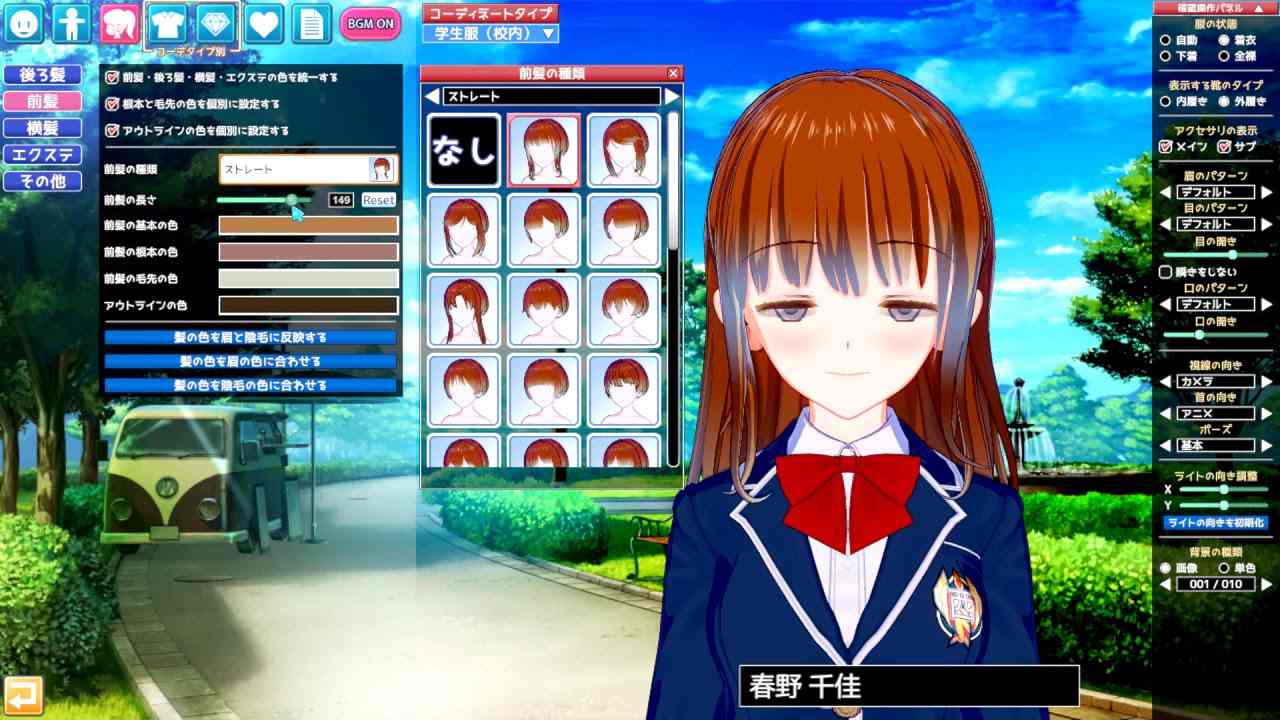 BGM ON
コーデタイプ別
コーディネートタイプ
学生服（校内）▼
後ろ髪
前髪
横髪
エクステ
その他
前髪・後ろ髪・横髪・エクステの色を統一する
根本と毛先の色を個別に設定する
アウトラインの色を個別に設定する
前髪の種類
ストレート
前髪の長さ
149
Reset
前髪の基本の色
前髪の根本の色
前髪の毛先の色
アウトラインの色
髪の色を眉と陰毛に反映する
髪の色を眉の色に合わせる
髪の色を陰毛の色に合わせる
前髪の種類
ストレート
なし
春野 千佳
確認操作パネル ▲
服の状態
自動
着衣
下着
全裸
表示する靴のタイプ
内履き
外履き
アクセサリの表示
メイン
サブ
眉のパターン
デフォルト
目のパターン
デフォルト
目の開き
瞬きをしない
口のパターン
デフォルト
口の開き
視線の向き
カメラ
首の向き
アニメ
ポーズ
基本
ライトの向き調整
X
Y
ライトの向きを初期化
背景の種類
画像
単色
001 / 010